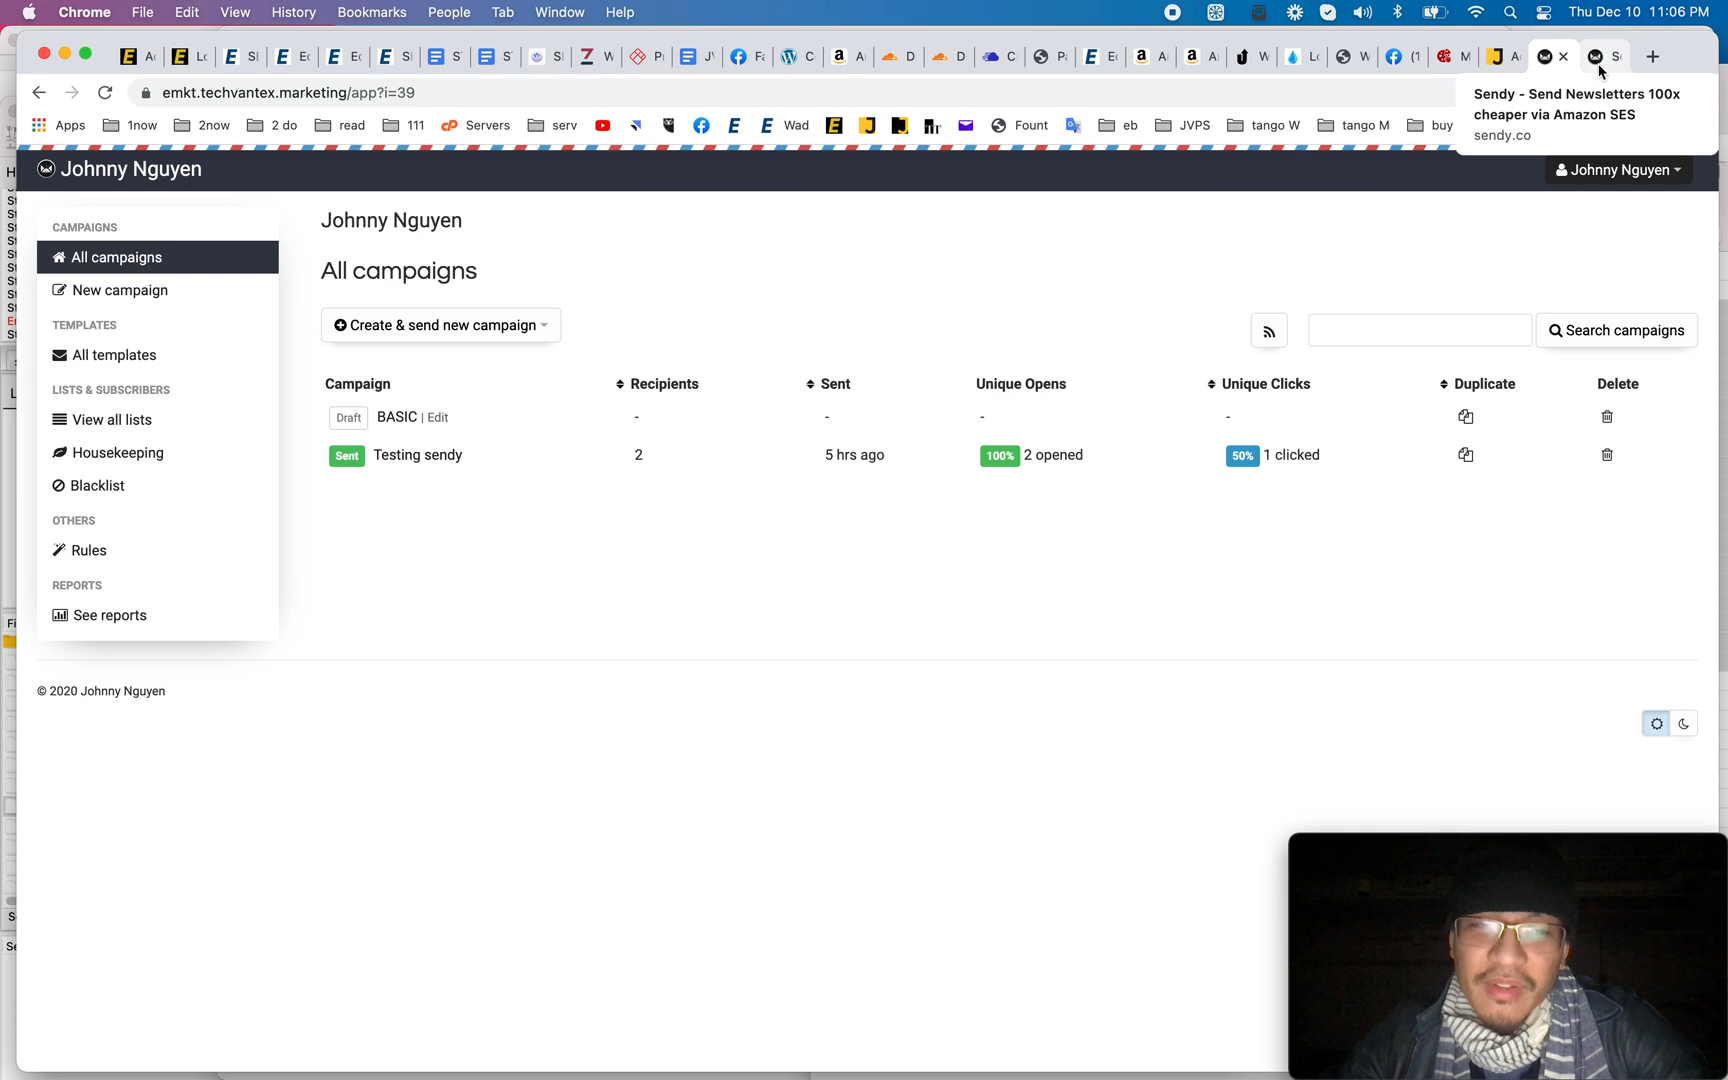 Chrome File Edit View History Bookmarks People Tab Window Help Thu Dec 10 11:06 PM
emkt.techvantex.marketing/app?i=39
Sendy - Send Newsletters 100x
cheaper via Amazon SES
sendy.co
Apps 1now 2now 2 do read 111 Servers serv Wad Fount eb JVPS tango W tango M buy
Johnny Nguyen
Johnny Nguyen
CAMPAIGNS
All campaigns
New campaign
TEMPLATES
All templates
LISTS & SUBSCRIBERS
View all lists
Housekeeping
Blacklist
OTHERS
Rules
REPORTS
See reports
Johnny Nguyen
All campaigns
Create & send new campaign
Search campaigns
Campaign Recipients Sent Unique Opens Unique Clicks Duplicate Delete
Draft BASIC | Edit - - - -
Sent Testing sendy 2 5 hrs ago 100% 2 opened 50% 1 clicked
© 2020 Johnny Nguyen